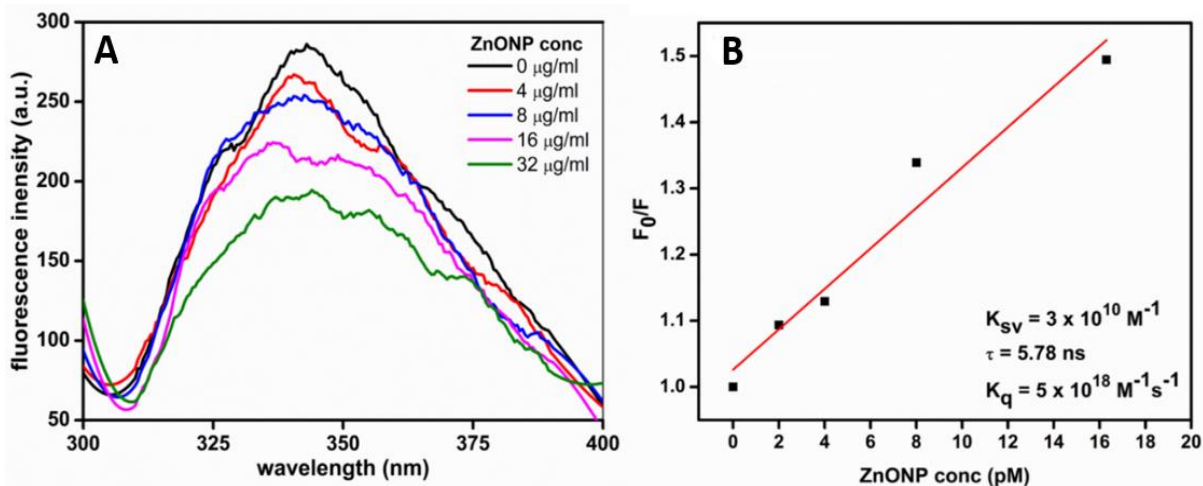 A
ZnONP conc
0 μg/ml
4 μg/ml
8 μg/ml
16 μg/ml
32 μg/ml
fluorescence inensity (a.u.)
300
250
200
150
100
50
300
325
350
375
400
wavelength (nm)
B
F0/F
1.5
1.4
1.3
1.2
1.1
1.0
Ksv = 3 x 10^10 M^-1
τ = 5.78 ns
Kq = 5 x 10^18 M^-1s^-1
0
2
4
6
8
10
12
14
16
18
20
ZnONP conc (pM)